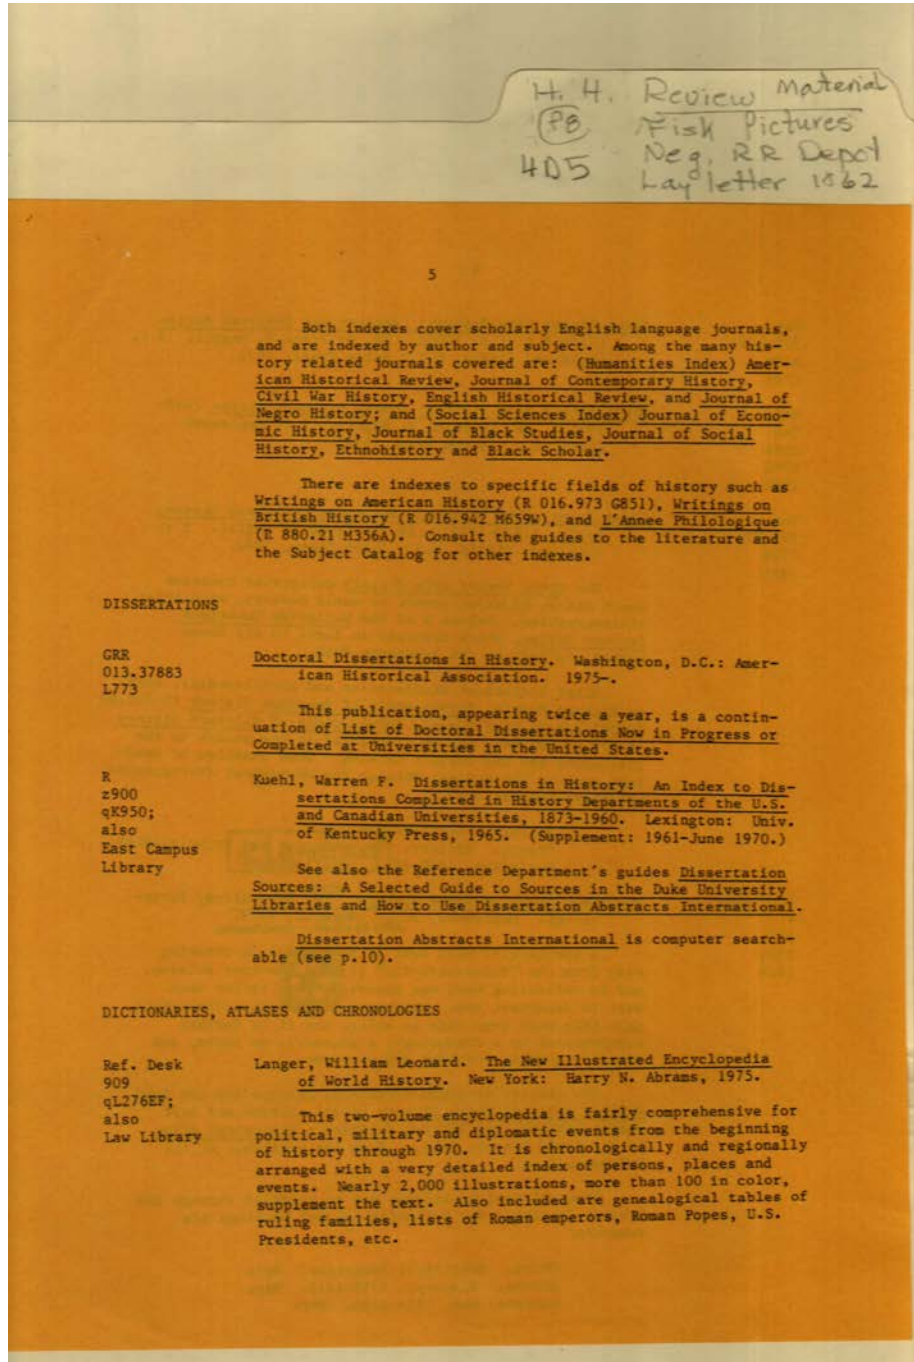 H. 4. Review Material
P8 Fisk Pictures
4D5 Neg. RR Depot
Lay letter 1862
5
Both indexes cover scholarly English language journals,
and are indexed by author and subject. Among the many his-
tory related journals covered are: (Humanities Index) Amer-
ican Historical Review, Journal of Contemporary History,
Civil War History, English Historical Review, and Journal of
Negro History; and (Social Sciences Index) Journal of Econo-
mic History, Journal of Black Studies, Journal of Social
History, Ethnohistory and Black Scholar.
There are indexes to specific fields of history such as
Writings on American History (R 016.973 G851), Writings on
British History (R 016.942 M659W), and L'Annee Philologique
(R 880.21 M356A). Consult the guides to the literature and
the Subject Catalog for other indexes.
DISSERTATIONS
GRR
013.37883
L773
Doctoral Dissertations in History. Washington, D.C.: Amer-
ican Historical Association. 1975-.
This publication, appearing twice a year, is a contin-
uation of List of Doctoral Dissertations Now in Progress or
Completed at Universities in the United States.
R
z900
qK950;
also
East Campus
Library
Kuehl, Warren F. Dissertations in History: An Index to Dis-
sertations Completed in History Departments of the U.S.
and Canadian Universities, 1873-1960. Lexington: Univ.
of Kentucky Press, 1965. (Supplement: 1961-June 1970.)
See also the Reference Department's guides Dissertation
Sources: A Selected Guide to Sources in the Duke University
Libraries and How to Use Dissertation Abstracts International.
Dissertation Abstracts International is computer search-
able (see p.10).
DICTIONARIES, ATLASES AND CHRONOLOGIES
Ref. Desk
909
qL276EF;
also
Law Library
Langer, William Leonard. The New Illustrated Encyclopedia
of World History. New York: Harry N. Abrams, 1975.
This two-volume encyclopedia is fairly comprehensive for
political, military and diplomatic events from the beginning
of history through 1970. It is chronologically and regionally
arranged with a very detailed index of persons, places and
events. Nearly 2,000 illustrations, more than 100 in color,
supplement the text. Also included are genealogical tables of
ruling families, lists of Roman emperors, Roman Popes, U.S.
Presidents, etc.